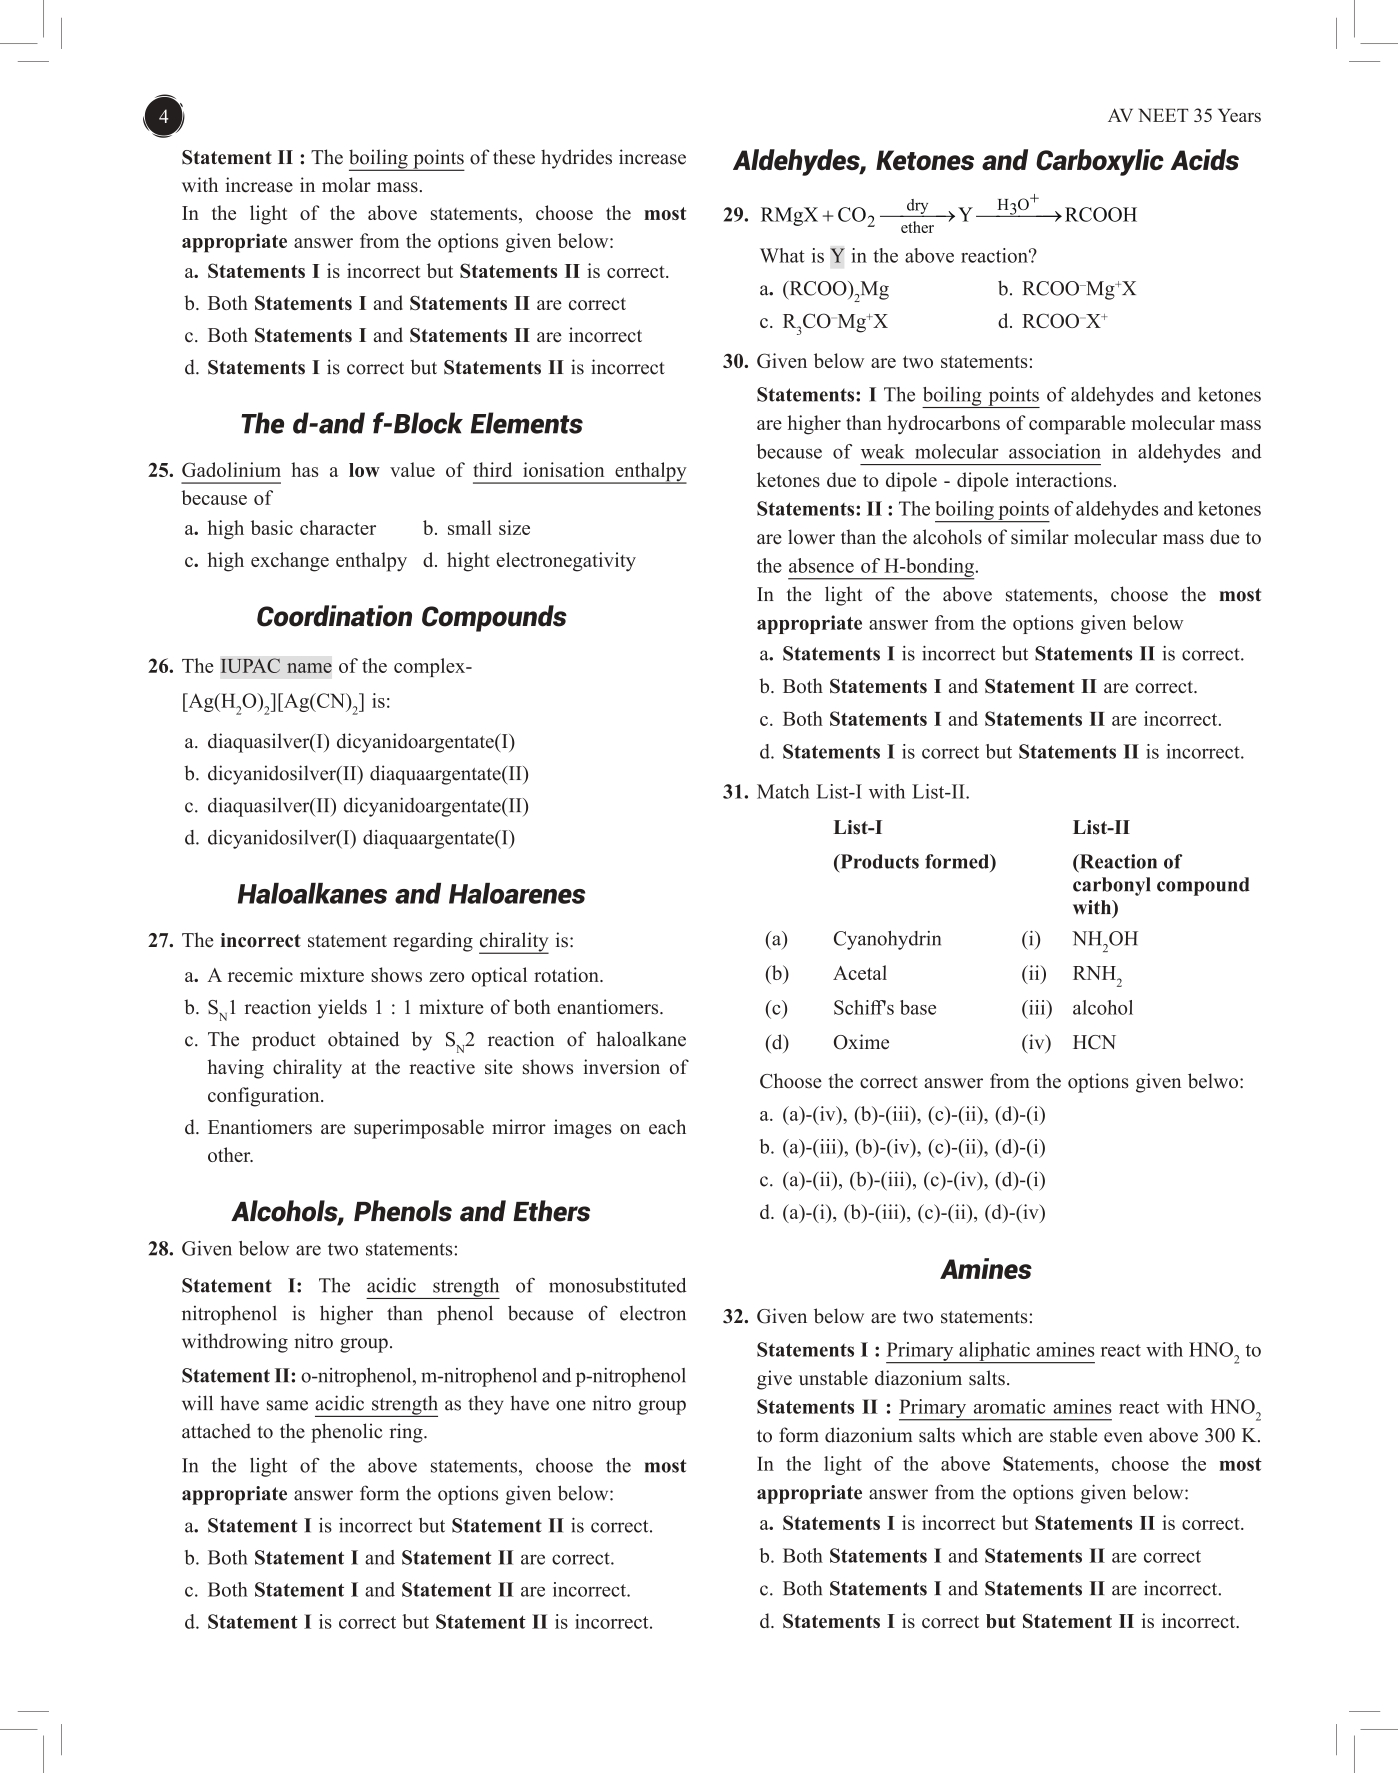 4
AV NEET 35 Years
Statement II : The boiling points of these hydrides increase
with increase in molar mass.
In the light of the above statements, choose the most
appropriate answer from the options given below:
a. Statements I is incorrect but Statements II is correct.
b. Both Statements I and Statements II are correct
c. Both Statements I and Statements II are incorrect
d. Statements I is correct but Statements II is incorrect
The d-and f-Block Elements
25. Gadolinium has a low value of third ionisation enthalpy
because of
a. high basic character b. small size
c. high exchange enthalpy d. hight electronegativity
Coordination Compounds
26. The IUPAC name of the complex-
[Ag(H₂O)₂][Ag(CN)₂] is:
a. diaquasilver(I) dicyanidoargentate(I)
b. dicyanidosilver(II) diaquaargentate(II)
c. diaquasilver(II) dicyanidoargentate(II)
d. dicyanidosilver(I) diaquaargentate(I)
Haloalkanes and Haloarenes
27. The incorrect statement regarding chirality is:
a. A recemic mixture shows zero optical rotation.
b. S_N1 reaction yields 1 : 1 mixture of both enantiomers.
c. The product obtained by S_N2 reaction of haloalkane
having chirality at the reactive site shows inversion of
configuration.
d. Enantiomers are superimposable mirror images on each
other.
Alcohols, Phenols and Ethers
28. Given below are two statements:
Statement I: The acidic strength of monosubstituted
nitrophenol is higher than phenol because of electron
withdrowing nitro group.
Statement II: o-nitrophenol, m-nitrophenol and p-nitrophenol
will have same acidic strength as they have one nitro group
attached to the phenolic ring.
In the light of the above statements, choose the most
appropriate answer form the options given below:
a. Statement I is incorrect but Statement II is correct.
b. Both Statement I and Statement II are correct.
c. Both Statement I and Statement II are incorrect.
d. Statement I is correct but Statement II is incorrect.
Aldehydes, Ketones and Carboxylic Acids
29. RMgX + CO₂ —dry ether→ Y —H₃O⁺→ RCOOH
What is Y in the above reaction?
a. (RCOO)₂Mg b. RCOO⁻Mg⁺X
c. R₃CO⁻Mg⁺X d. RCOO⁻X⁺
30. Given below are two statements:
Statements: I The boiling points of aldehydes and ketones
are higher than hydrocarbons of comparable molecular mass
because of weak molecular association in aldehydes and
ketones due to dipole - dipole interactions.
Statements: II : The boiling points of aldehydes and ketones
are lower than the alcohols of similar molecular mass due to
the absence of H-bonding.
In the light of the above statements, choose the most
appropriate answer from the options given below
a. Statements I is incorrect but Statements II is correct.
b. Both Statements I and Statement II are correct.
c. Both Statements I and Statements II are incorrect.
d. Statements I is correct but Statements II is incorrect.
31. Match List-I with List-II.
List-I List-II
(Products formed) (Reaction of
carbonyl compound
with)
(a) Cyanohydrin (i) NH₂OH
(b) Acetal (ii) RNH₂
(c) Schiff's base (iii) alcohol
(d) Oxime (iv) HCN
Choose the correct answer from the options given belwo:
a. (a)-(iv), (b)-(iii), (c)-(ii), (d)-(i)
b. (a)-(iii), (b)-(iv), (c)-(ii), (d)-(i)
c. (a)-(ii), (b)-(iii), (c)-(iv), (d)-(i)
d. (a)-(i), (b)-(iii), (c)-(ii), (d)-(iv)
Amines
32. Given below are two statements:
Statements I : Primary aliphatic amines react with HNO₂ to
give unstable diazonium salts.
Statements II : Primary aromatic amines react with HNO₂
to form diazonium salts which are stable even above 300 K.
In the light of the above Statements, choose the most
appropriate answer from the options given below:
a. Statements I is incorrect but Statements II is correct.
b. Both Statements I and Statements II are correct
c. Both Statements I and Statements II are incorrect.
d. Statements I is correct but Statement II is incorrect.